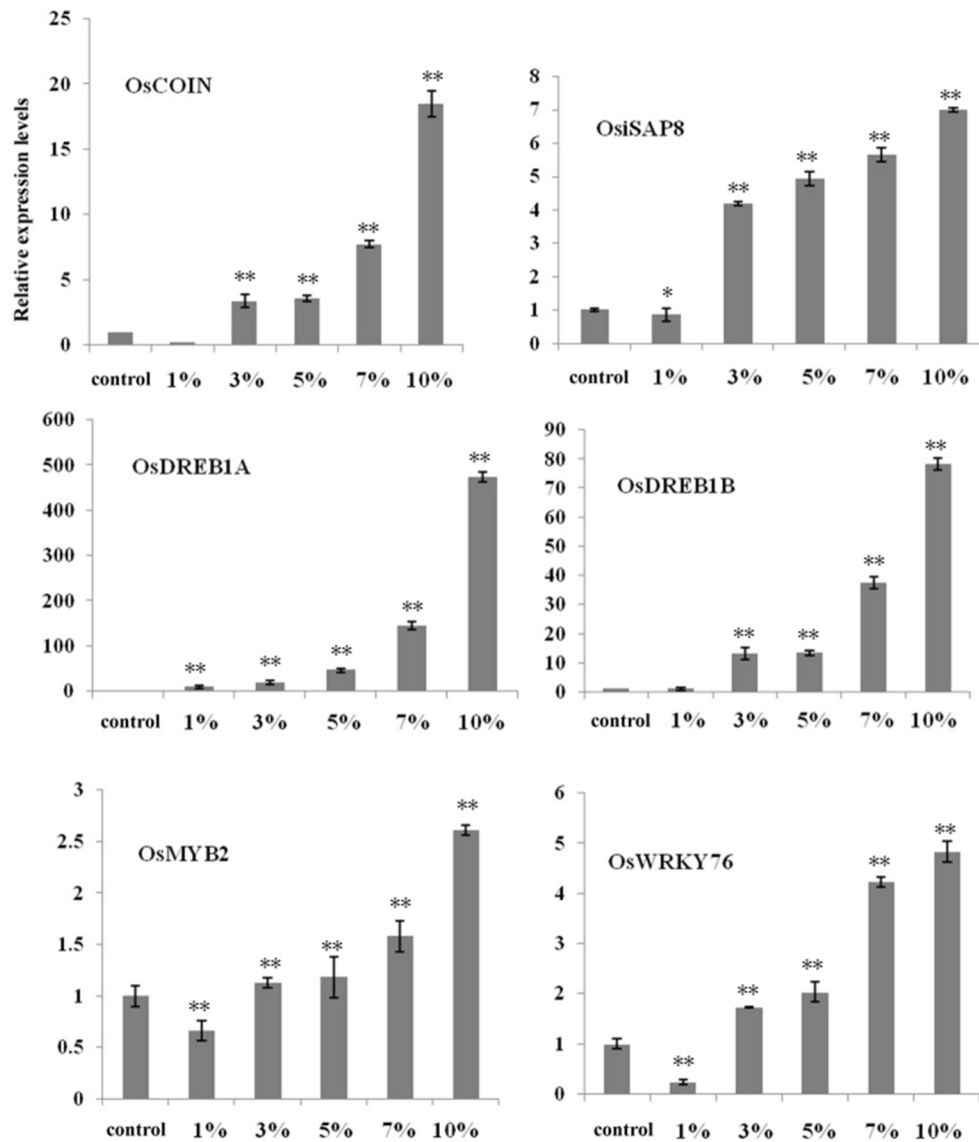 Relative expression levels
OsCOIN
25
20
15
10
5
0
** ** ** **
control 1% 3% 5% 7% 10%
OsiSAP8
8
7
6
5
4
3
2
1
0
* ** ** ** **
control 1% 3% 5% 7% 10%
OsDREB1A
600
500
400
300
200
100
0
** ** ** ** **
control 1% 3% 5% 7% 10%
OsDREB1B
90
80
70
60
50
40
30
20
10
0
** ** ** **
control 1% 3% 5% 7% 10%
OsMYB2
3
2.5
2
1.5
1
0.5
0
** ** ** ** **
control 1% 3% 5% 7% 10%
OsWRKY76
6
5
4
3
2
1
0
** ** ** ** **
control 1% 3% 5% 7% 10%